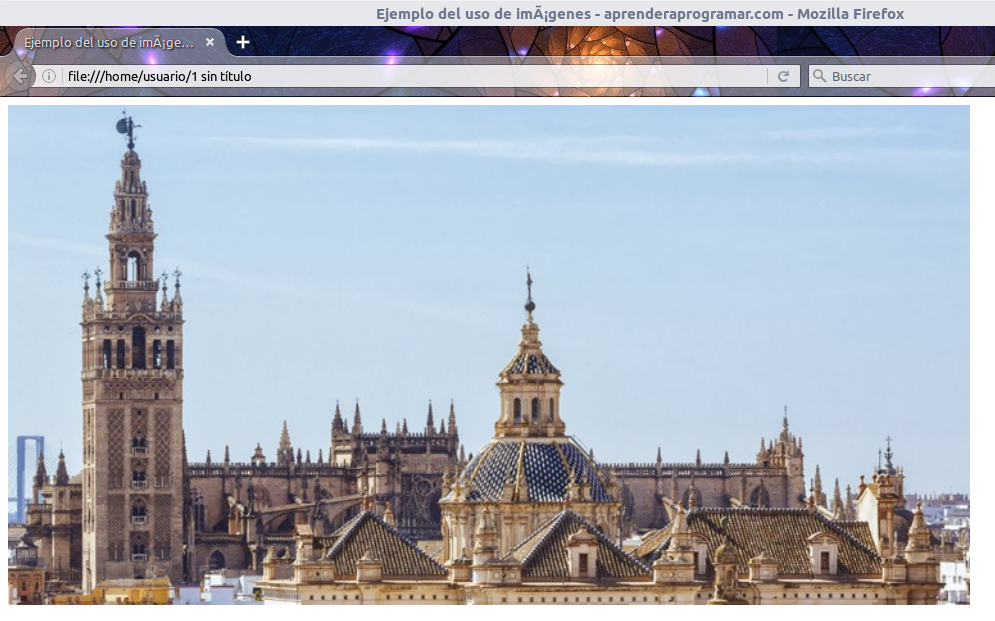 Ejemplo del uso de imÃ¡genes - aprenderaprogramar.com - Mozilla Firefox
Ejemplo del uso de imÃ¡ge...
file:///home/usuario/1 sin título
Buscar